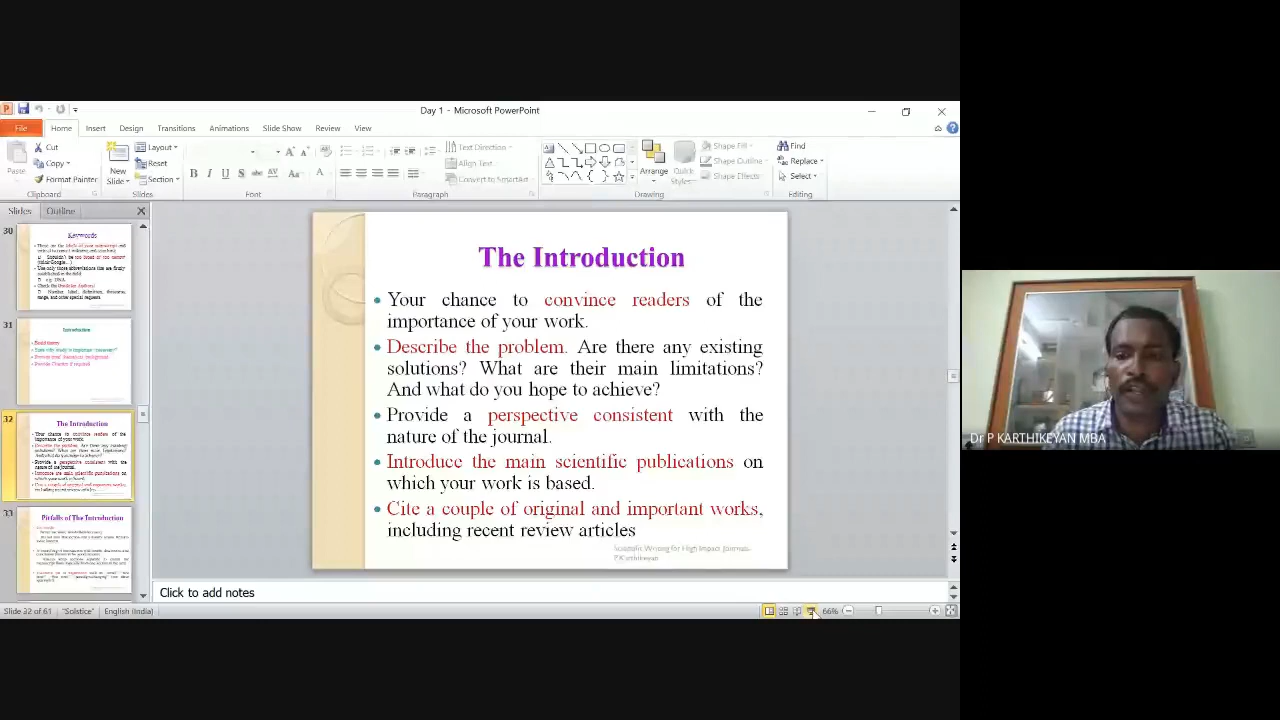 Day 1 - Microsoft PowerPoint
File Home Insert Design Transitions Animations Slide Show Review View
Cut
Copy
Format Painter
Paste
Clipboard
New
Slide
Layout
Reset
Section
Slides
Font
Text Direction
Align Text
Convert to SmartArt
Paragraph
Arrange
Quick
Styles
Shape Fill
Shape Outline
Shape Effects
Drawing
Find
Replace
Select
Editing
Slides Outline
30
Keywords
31
Introduction
32
The Introduction
33
Pitfalls of The Introduction
The Introduction
Your chance to convince readers of the
importance of your work.
Describe the problem. Are there any existing
solutions? What are their main limitations?
And what do you hope to achieve?
Provide a perspective consistent with the
nature of the journal.
Introduce the main scientific publications on
which your work is based.
Cite a couple of original and important works,
including recent review articles
Scientific Writing for High Impact Journals-
P.Karthikeyan
Click to add notes
Slide 32 of 61 "Solstice" English (India)
66%
Dr P KARTHIKEYAN MBA